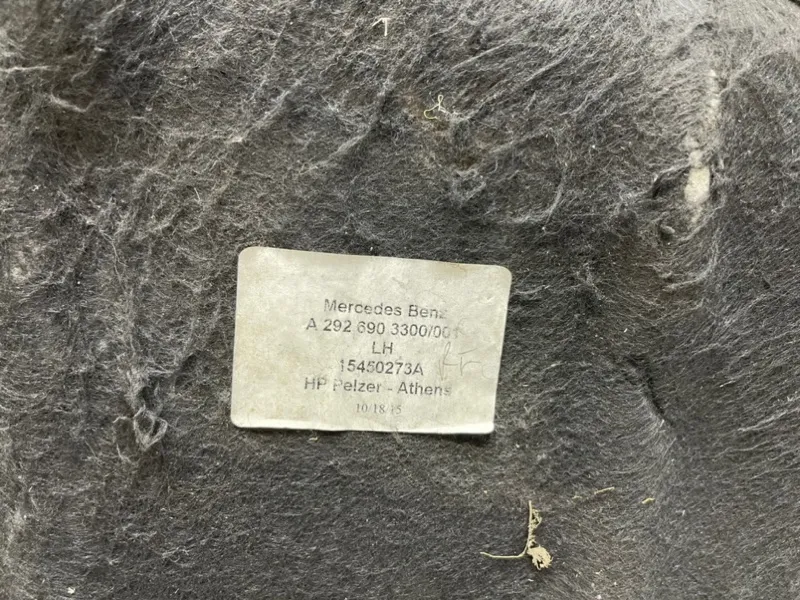 Mercedes Benz
A 292 690 3300/001
LH
15450273A
HP Pelzer - Athens
10/18/15